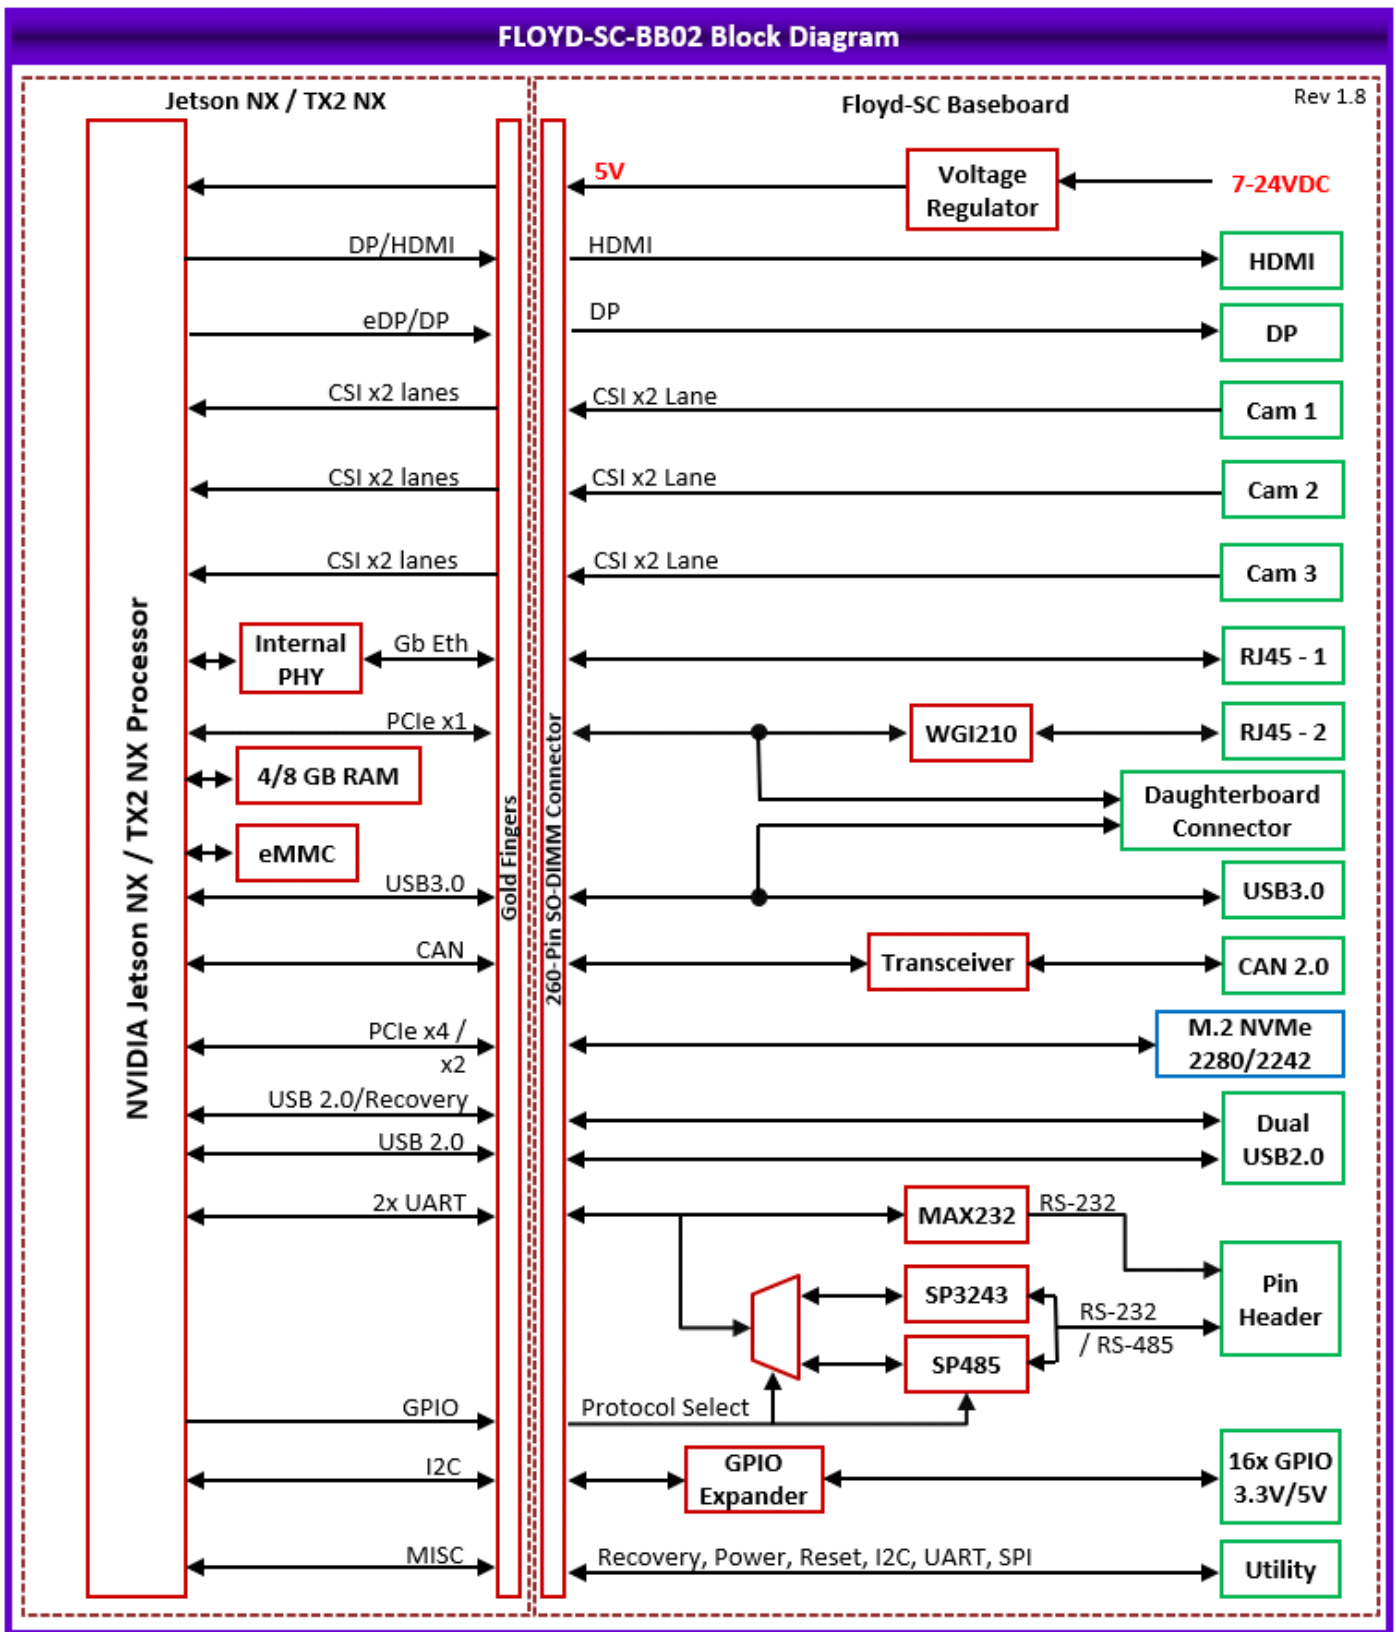 FLOYD-SC-BB02 Block Diagram
Jetson NX / TX2 NX
Floyd-SC Baseboard
Rev 1.8
5V
Voltage
Regulator
7-24VDC
DP/HDMI
HDMI
HDMI
eDP/DP
DP
DP
CSI x2 lanes
CSI x2 Lane
Cam 1
CSI x2 lanes
CSI x2 Lane
Cam 2
CSI x2 lanes
CSI x2 Lane
Cam 3
NVIDIA Jetson NX / TX2 NX Processor
Internal
PHY
Gb Eth
RJ45 - 1
PCIe x1
WGI210
RJ45 - 2
4/8 GB RAM
Daughterboard
Connector
Gold Fingers
260-Pin SO-DIMM Connector
eMMC
USB3.0
USB3.0
CAN
Transceiver
CAN 2.0
PCIe x4 /
x2
M.2 NVMe
2280/2242
USB 2.0/Recovery
USB 2.0
Dual
USB2.0
2x UART
MAX232
RS-232
SP3243
Pin
Header
RS-232
/ RS-485
SP485
GPIO
Protocol Select
I2C
GPIO
Expander
16x GPIO
3.3V/5V
MISC
Recovery, Power, Reset, I2C, UART, SPI
Utility